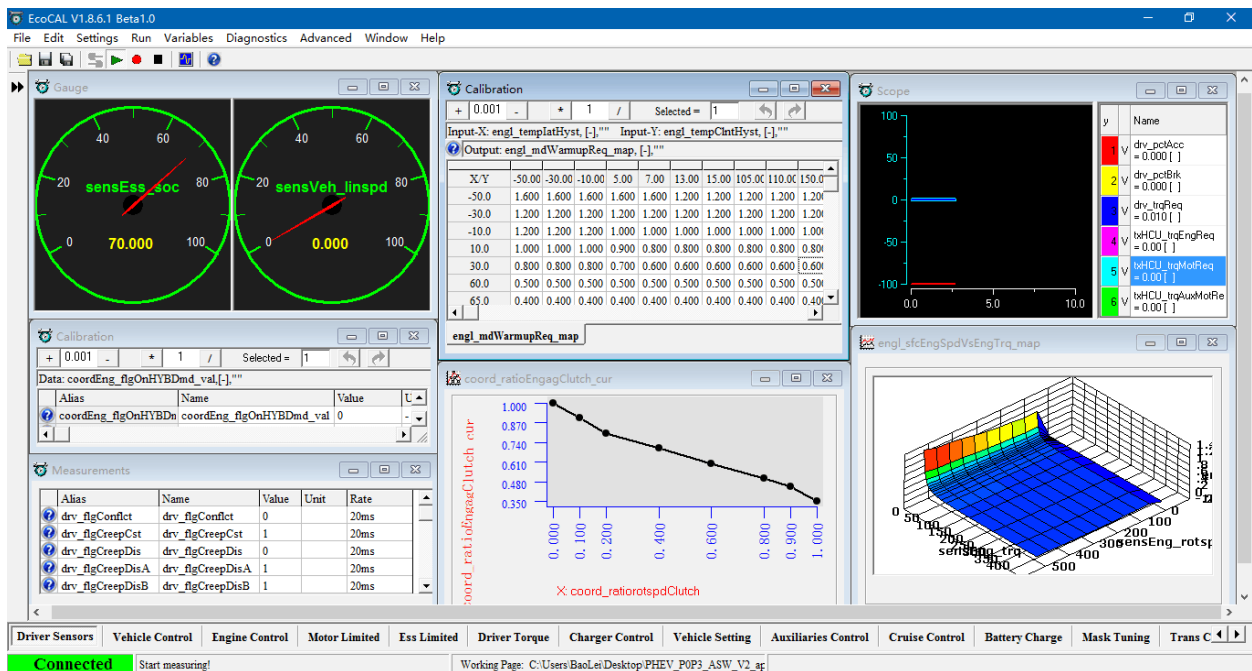 EcoCAL V1.8.6.1 Beta1.0
File Edit Settings Run Variables Diagnostics Advanced Window Help
Gauge
40 60
20 80
sensEss_soc
0 100
70.000
40 60
20 80
sensVeh_linspd
0 100
0.000
Calibration
+ 0.001 - * 1 / Selected = 1
Data: coordEng_flgOnHYBDmd_val,[-],""
Alias Name Value U
coordEng_flgOnHYBDn coordEng_flgOnHYBDmd_val 0 -
Measurements
Alias Name Value Unit Rate
drv_flgConflct drv_flgConflct 0 20ms
drv_flgCreepCst drv_flgCreepCst 1 20ms
drv_flgCreepDis drv_flgCreepDis 0 20ms
drv_flgCreepDisA drv_flgCreepDisA 1 20ms
drv_flgCreepDisB drv_flgCreepDisB 1 20ms
Calibration
+ 0.001 - * 1 / Selected = 1
Input-X: engl_tempIatHyst, [-],"" Input-Y: engl_tempClntHyst, [-],""
Output: engl_mdWarmupReq_map, [-],""
X/Y -50.00 -30.00 -10.00 5.00 7.00 13.00 15.00 105.00 110.00 150.0
-50.0 1.600 1.600 1.600 1.600 1.600 1.200 1.200 1.200 1.200 1.200
-30.0 1.200 1.200 1.200 1.200 1.200 1.200 1.200 1.200 1.200 1.200
-10.0 1.200 1.200 1.200 1.000 1.000 1.000 1.000 1.000 1.000 1.000
10.0 1.000 1.000 1.000 0.900 0.800 0.800 0.800 0.800 0.800 0.800
30.0 0.800 0.800 0.800 0.700 0.600 0.600 0.600 0.600 0.600 0.600
60.0 0.500 0.500 0.500 0.500 0.500 0.500 0.500 0.500 0.500 0.500
65.0 0.400 0.400 0.400 0.400 0.400 0.400 0.400 0.400 0.400 0.400
engl_mdWarmupReq_map
coord_ratioEngagClutch_cur
coord_ratioEngagClutch cur
1.000
0.870
0.740
0.610
0.480
0.350
0.000 0.100 0.200 0.400 0.600 0.800 0.900 1.000
X: coord_ratiorotspdClutch
Scope
100
50
0
-50
-100
0.0 5.0 10.0
y Name
1 V drv_pctAcc
= 0.000 [ ]
2 V drv_pctBrk
= 0.000 [ ]
3 V drv_trqReq
= 0.010 [ ]
4 V txHCU_trqEngReq
= 0.00 [ ]
5 V txHCU_trqMotReq
= 0.00 [ ]
6 V txHCU_trqAuxMotRe
= 0.00 [ ]
engl_sfcEngSpdVsEngTrq_map
0 50 100 150 200
400
sensEng_trq
0 100 200 300 400 500
sensEng_rotsp
Driver Sensors Vehicle Control Engine Control Motor Limited Ess Limited Driver Torque Charger Control Vehicle Setting Auxiliaries Control Cruise Control Battery Charge Mask Tuning Trans C
Connected Start measuring! Working Page: C:\Users\BaoLei\Desktop\PHEV_P0P3_ASW_V2_ap